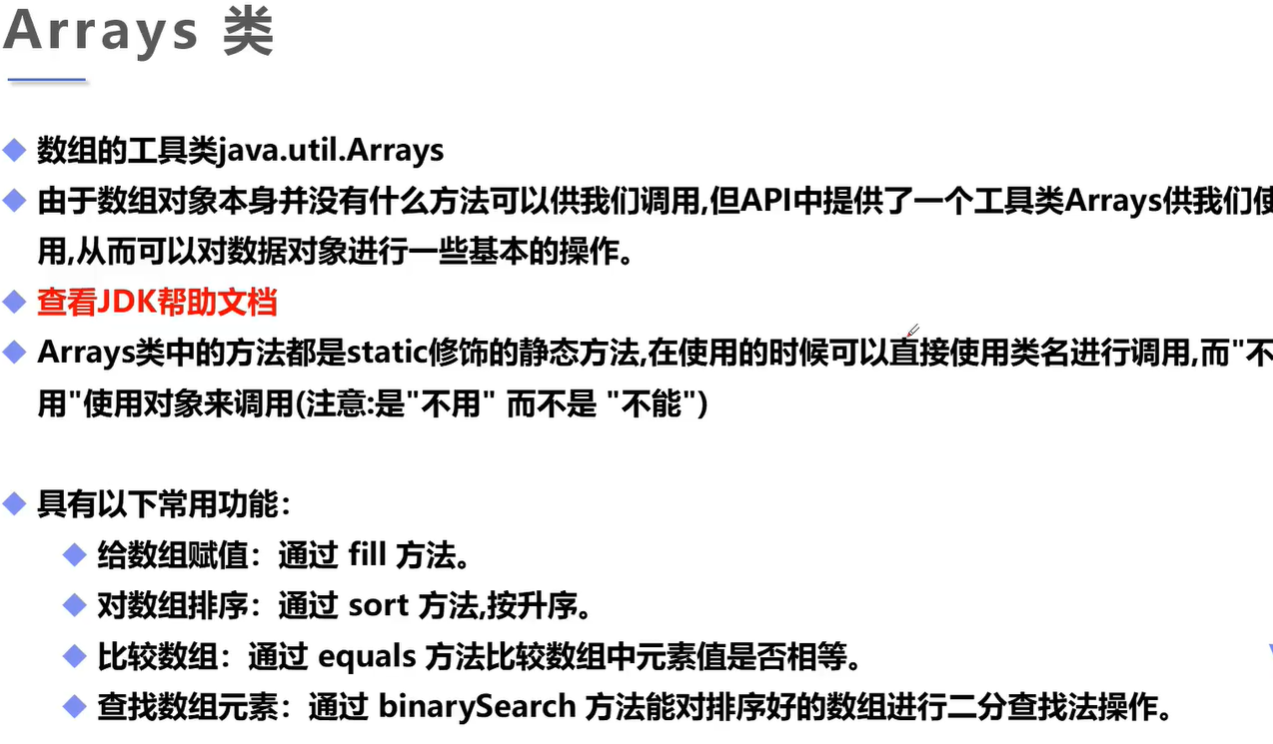 Arrays 类
数组的工具类java.util.Arrays
由于数组对象本身并没有什么方法可以供我们调用,但API中提供了一个工具类Arrays供我们使
用,从而可以对数据对象进行一些基本的操作。
查看JDK帮助文档
Arrays类中的方法都是static修饰的静态方法,在使用的时候可以直接使用类名进行调用,而"不
用"使用对象来调用(注意:是"不用" 而不是 "不能")
具有以下常用功能：
给数组赋值：通过 fill 方法。
对数组排序：通过 sort 方法,按升序。
比较数组：通过 equals 方法比较数组中元素值是否相等。
查找数组元素：通过 binarySearch 方法能对排序好的数组进行二分查找法操作。